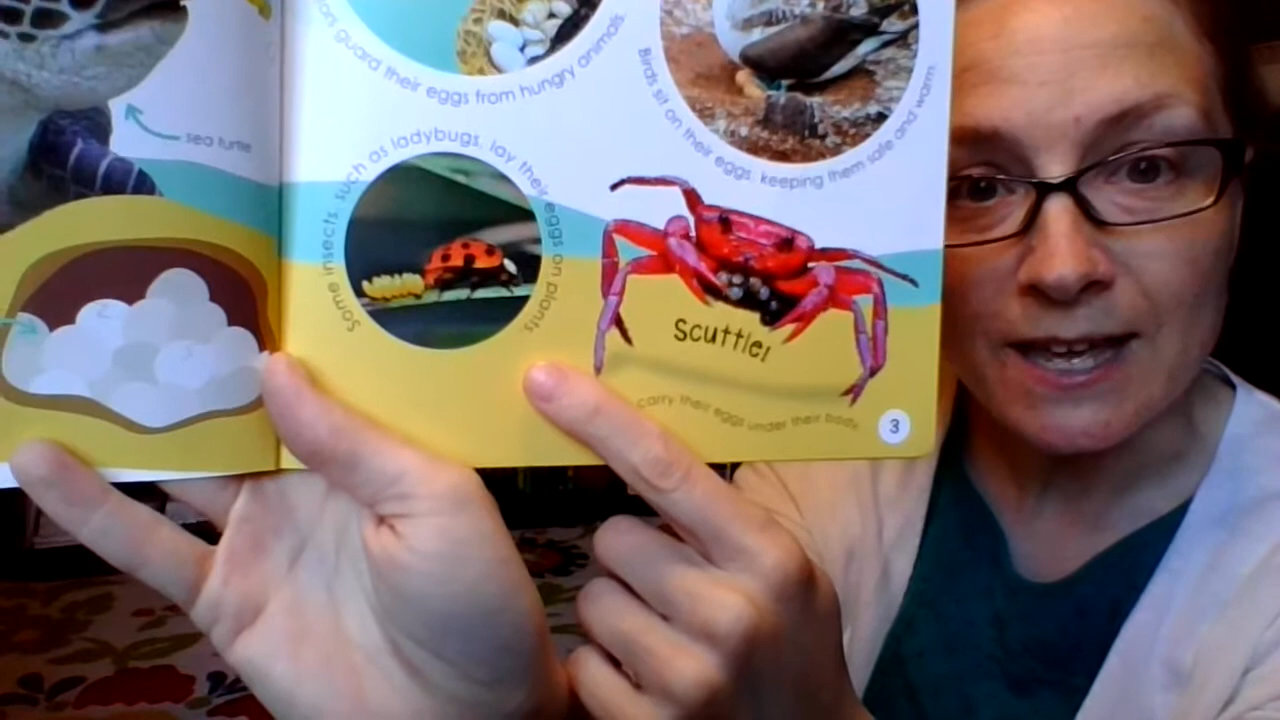 sea turtle
guard their eggs from hungry animals.
Birds sit on their eggs, keeping them safe and warm.
Some insects, such as ladybugs, lay their eggs on plants.
Scuttle!
carry their eggs under their body.
3